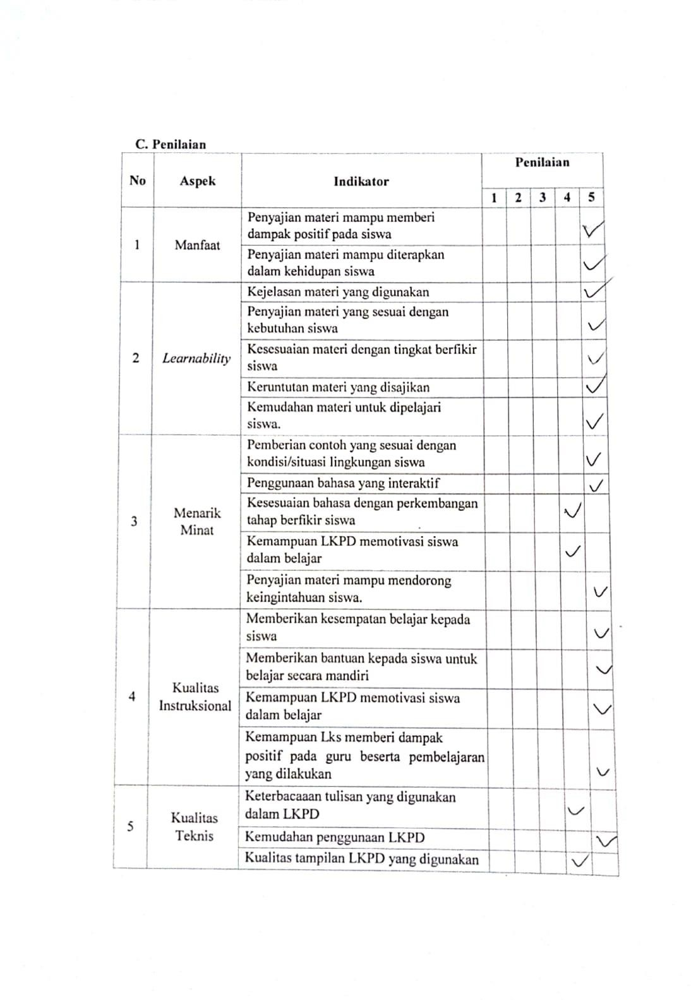 C. Penilaian
No Aspek Indikator Penilaian
1 2 3 4 5
1 Manfaat
Penyajian materi mampu memberi
dampak positif pada siswa ✓
Penyajian materi mampu diterapkan
dalam kehidupan siswa ✓
2 Learnability
Kejelasan materi yang digunakan ✓
Penyajian materi yang sesuai dengan
kebutuhan siswa ✓
Kesesuaian materi dengan tingkat berfikir
siswa ✓
Keruntutan materi yang disajikan ✓
Kemudahan materi untuk dipelajari
siswa. ✓
3 Menarik
Minat
Pemberian contoh yang sesuai dengan
kondisi/situasi lingkungan siswa ✓
Penggunaan bahasa yang interaktif ✓
Kesesuaian bahasa dengan perkembangan
tahap berfikir siswa ✓
Kemampuan LKPD memotivasi siswa
dalam belajar ✓
Penyajian materi mampu mendorong
keingintahuan siswa. ✓
4 Kualitas
Instruksional
Memberikan kesempatan belajar kepada
siswa ✓
Memberikan bantuan kepada siswa untuk
belajar secara mandiri ✓
Kemampuan LKPD memotivasi siswa
dalam belajar ✓
Kemampuan Lks memberi dampak
positif pada guru beserta pembelajaran
yang dilakukan ✓
5 Kualitas
Teknis
Keterbacaaan tulisan yang digunakan
dalam LKPD ✓
Kemudahan penggunaan LKPD ✓
Kualitas tampilan LKPD yang digunakan ✓